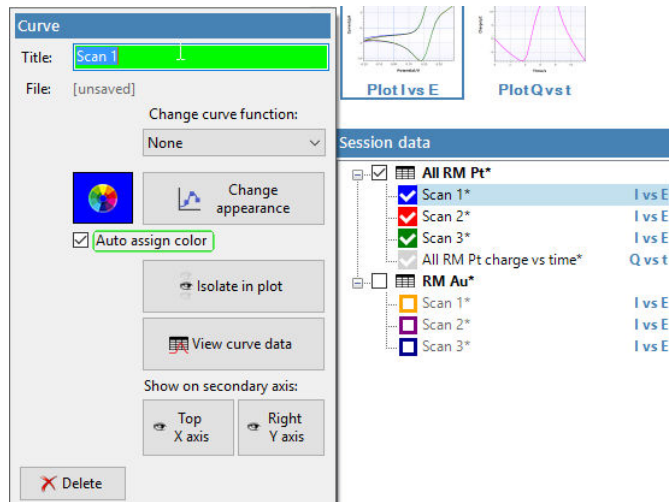 Curve
Title:
Scan 1
File:
[unsaved]
Change curve function:
None
Change
appearance
Auto assign color
Isolate in plot
View curve data
Show on secondary axis:
Top
X axis
Right
Y axis
Delete
Plot I vs E
Plot Q vs t
Session data
All RM Pt*
Scan 1* I vs E
Scan 2* I vs E
Scan 3* I vs E
All RM Pt charge vs time* Q vs t
RM Au*
Scan 1* I vs E
Scan 2* I vs E
Scan 3* I vs E